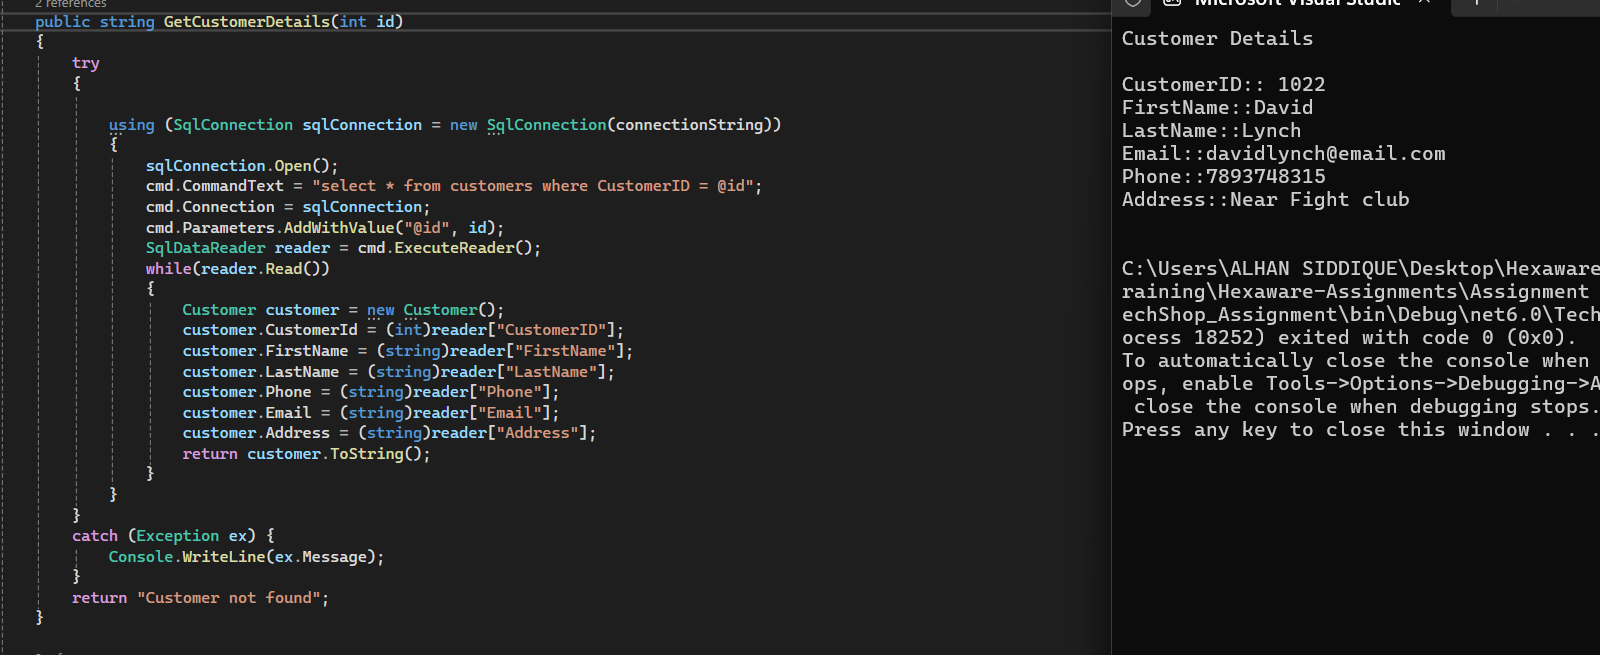 2 references
public string GetCustomerDetails(int id)
{
try
{
using (SqlConnection sqlConnection = new SqlConnection(connectionString))
{
sqlConnection.Open();
cmd.CommandText = "select * from customers where CustomerID = @id";
cmd.Connection = sqlConnection;
cmd.Parameters.AddWithValue("@id", id);
SqlDataReader reader = cmd.ExecuteReader();
while(reader.Read())
{
Customer customer = new Customer();
customer.CustomerId = (int)reader["CustomerID"];
customer.FirstName = (string)reader["FirstName"];
customer.LastName = (string)reader["LastName"];
customer.Phone = (string)reader["Phone"];
customer.Email = (string)reader["Email"];
customer.Address = (string)reader["Address"];
return customer.ToString();
}
}
}
catch (Exception ex) {
Console.WriteLine(ex.Message);
}
return "Customer not found";
}
Microsoft Visual Studio
Customer Details
CustomerID:: 1022
FirstName::David
LastName::Lynch
Email::davidlynch@email.com
Phone::7893748315
Address::Near Fight club
C:\Users\ALHAN SIDDIQUE\Desktop\Hexaware
raining\Hexaware-Assignments\Assignment
echShop_Assignment\bin\Debug\net6.0\Tech
ocess 18252) exited with code 0 (0x0).
To automatically close the console when
ops, enable Tools->Options->Debugging->A
close the console when debugging stops.
Press any key to close this window . . .